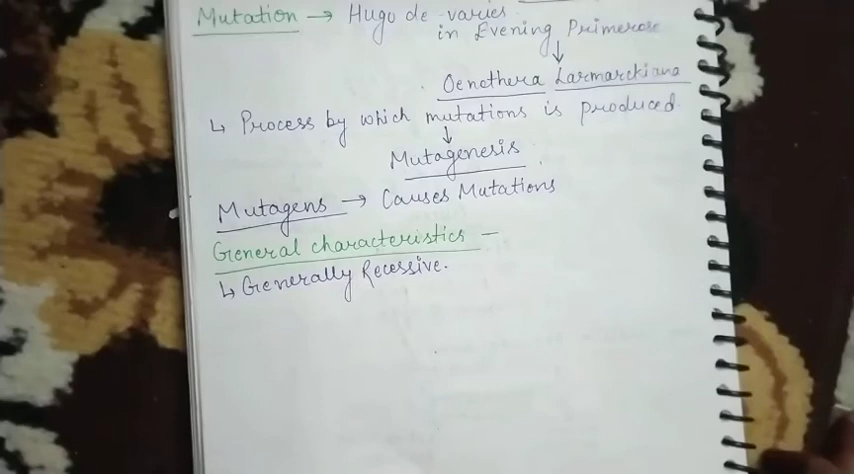 Mutation → Hugo de varies
in Evening Primerose
↓
Oenothera Larmarckiana
↳ Process by which mutations is produced.
↓
Mutagenesis
Mutagens → Causes Mutations
General characteristics –
↳ Generally Recessive.